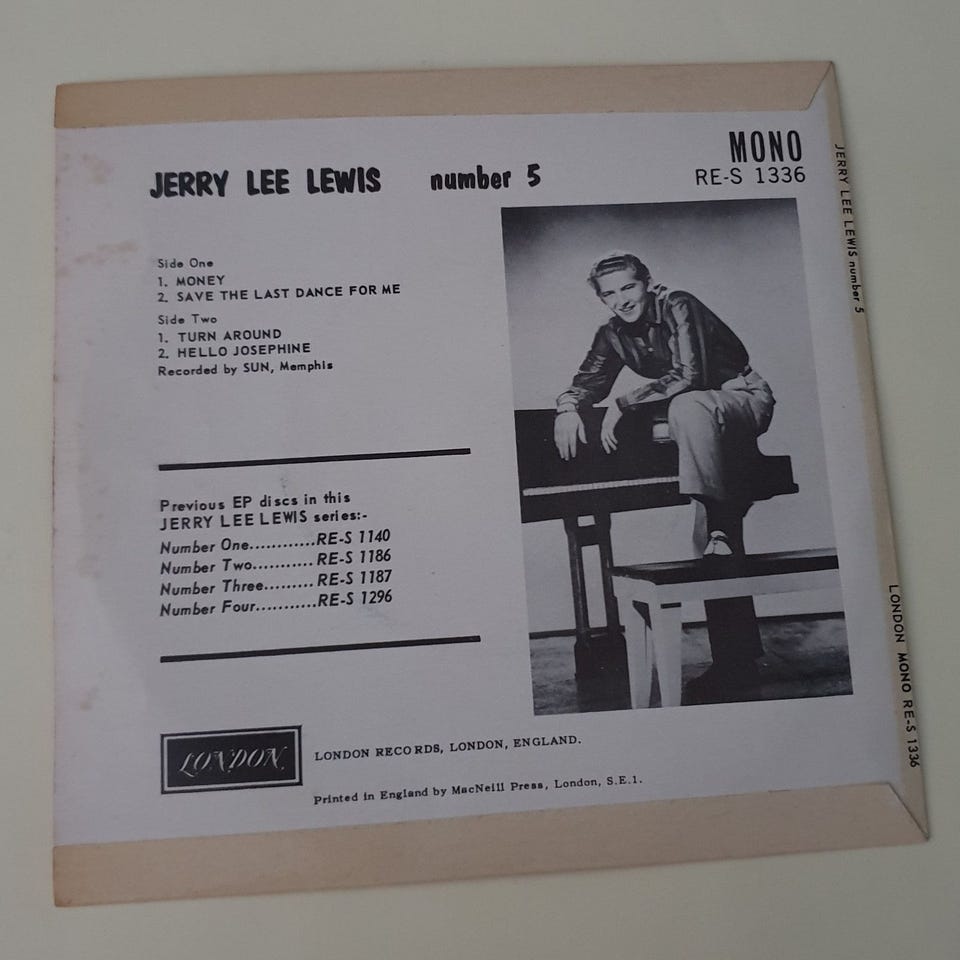 JERRY LEE LEWIS number 5
MONO
RE-S 1336
Side One
1. MONEY
2. SAVE THE LAST DANCE FOR ME
Side Two
1. TURN AROUND
2. HELLO JOSEPHINE
Recorded by SUN, Memphis
Previous EP discs in this
JERRY LEE LEWIS series:-
Number One............RE-S 1140
Number Two...........RE-S 1186
Number Three.........RE-S 1187
Number Four...........RE-S 1296
LONDON
LONDON RECORDS, LONDON, ENGLAND.
Printed in England by MacNeill Press, London, S.E.1.
JERRY LEE LEWIS number 5
LONDON MONO RE-S 1336